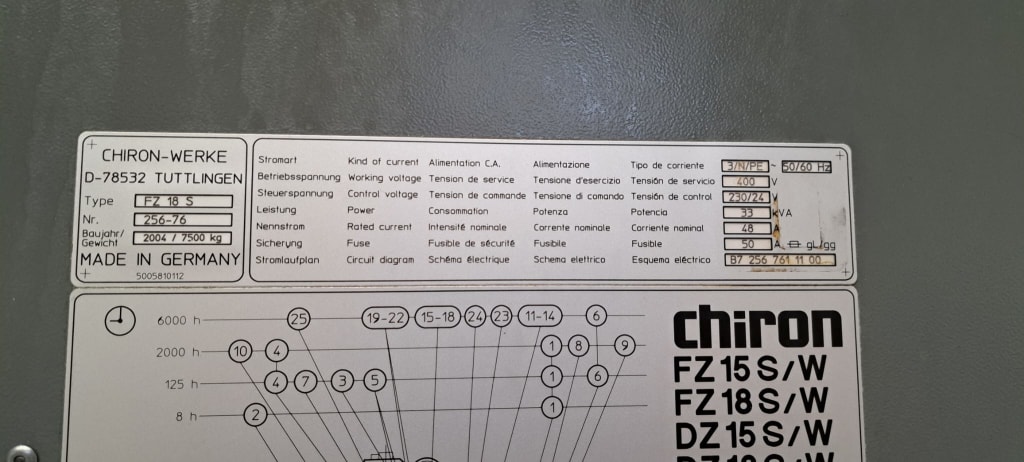 CHIRON-WERKE
D-78532 TUTTLINGEN
Type FZ 18 S
Nr. 256-76
Baujahr/
Gewicht 2004 / 7500 kg
MADE IN GERMANY
5005810112
Stromart Kind of current Alimentation C.A. Alimentazione Tipo de corriente 3/N/PE ~ 50/60 Hz
Betriebsspannung Working voltage Tension de service Tensione d'esercizio Tensión de servicio 400 V
Steuerspannung Control voltage Tension de commande Tensione di comando Tensión de control 230/24 V
Leistung Power Consommation Potenza Potencia 33 kVA
Nennstrom Rated current Intensité nominale Corrente nominale Corriente nominal 48 A
Sicherung Fuse Fusible de sécurité Fusibile Fusible 50 A gL/gg
Stromlaufplan Circuit diagram Schéma électrique Schema elettrico Esquema eléctrico B7 256 761 11 00
6000 h 25 19-22 15-18 24 23 11-14 6
2000 h 10 4 1 8 9
125 h 4 7 3 5 1 6
8 h 2 1
chiron
FZ 15 S/W
FZ 18 S/W
DZ 15 S/W